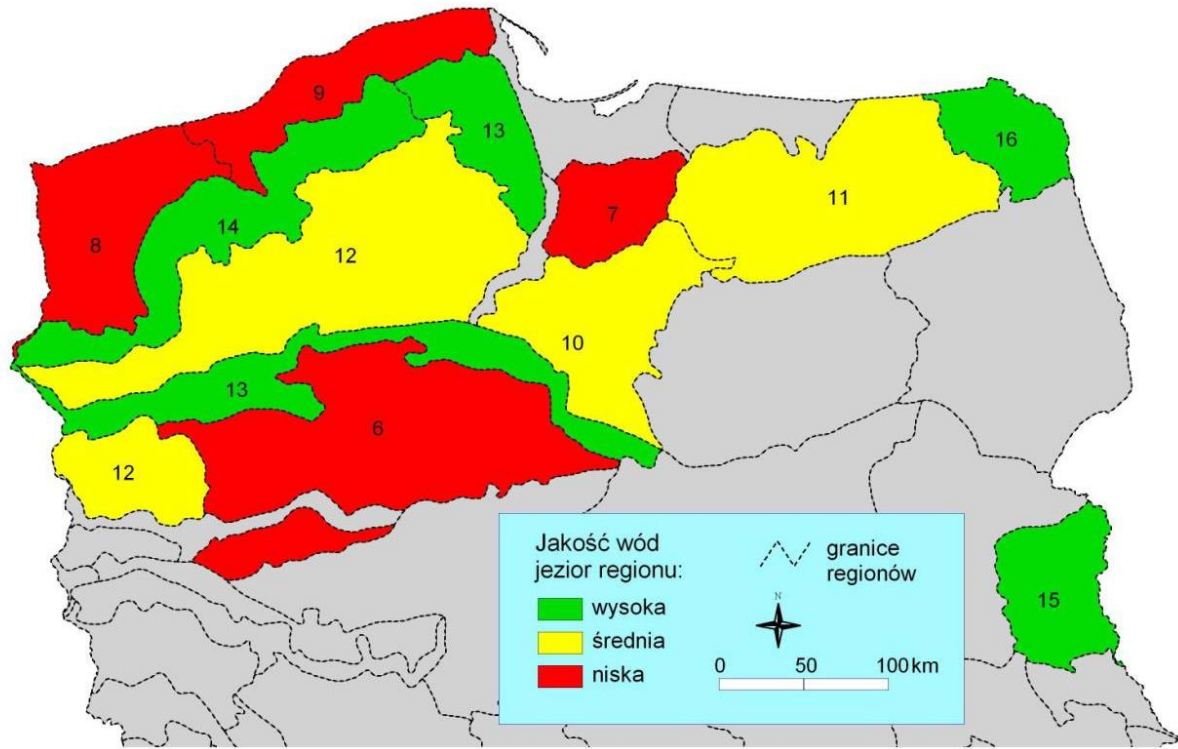 9
13
16
8
14
12
7
11
10
13
6
12
15
Jakość wód
jezior regionu:
wysoka
średnia
niska
granice
regionów
N
0 50 100 km